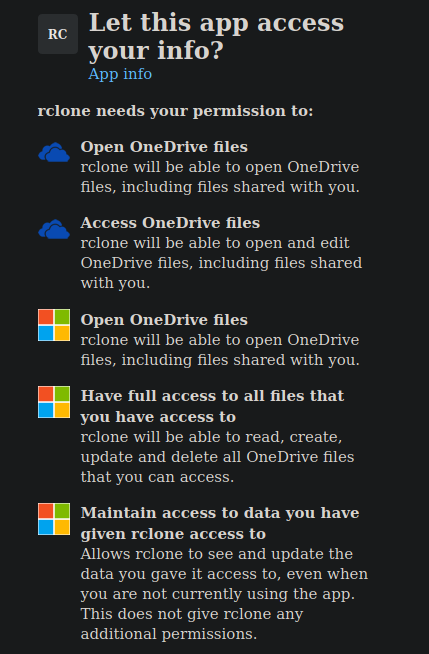 RC
Let this app access
your info?
App info
rclone needs your permission to:
Open OneDrive files
rclone will be able to open OneDrive
files, including files shared with you.
Access OneDrive files
rclone will be able to open and edit
OneDrive files, including files shared
with you.
Open OneDrive files
rclone will be able to open OneDrive
files, including files shared with you.
Have full access to all files that
you have access to
rclone will be able to read, create,
update and delete all OneDrive files
that you can access.
Maintain access to data you have
given rclone access to
Allows rclone to see and update the
data you gave it access to, even when
you are not currently using the app.
This does not give rclone any
additional permissions.